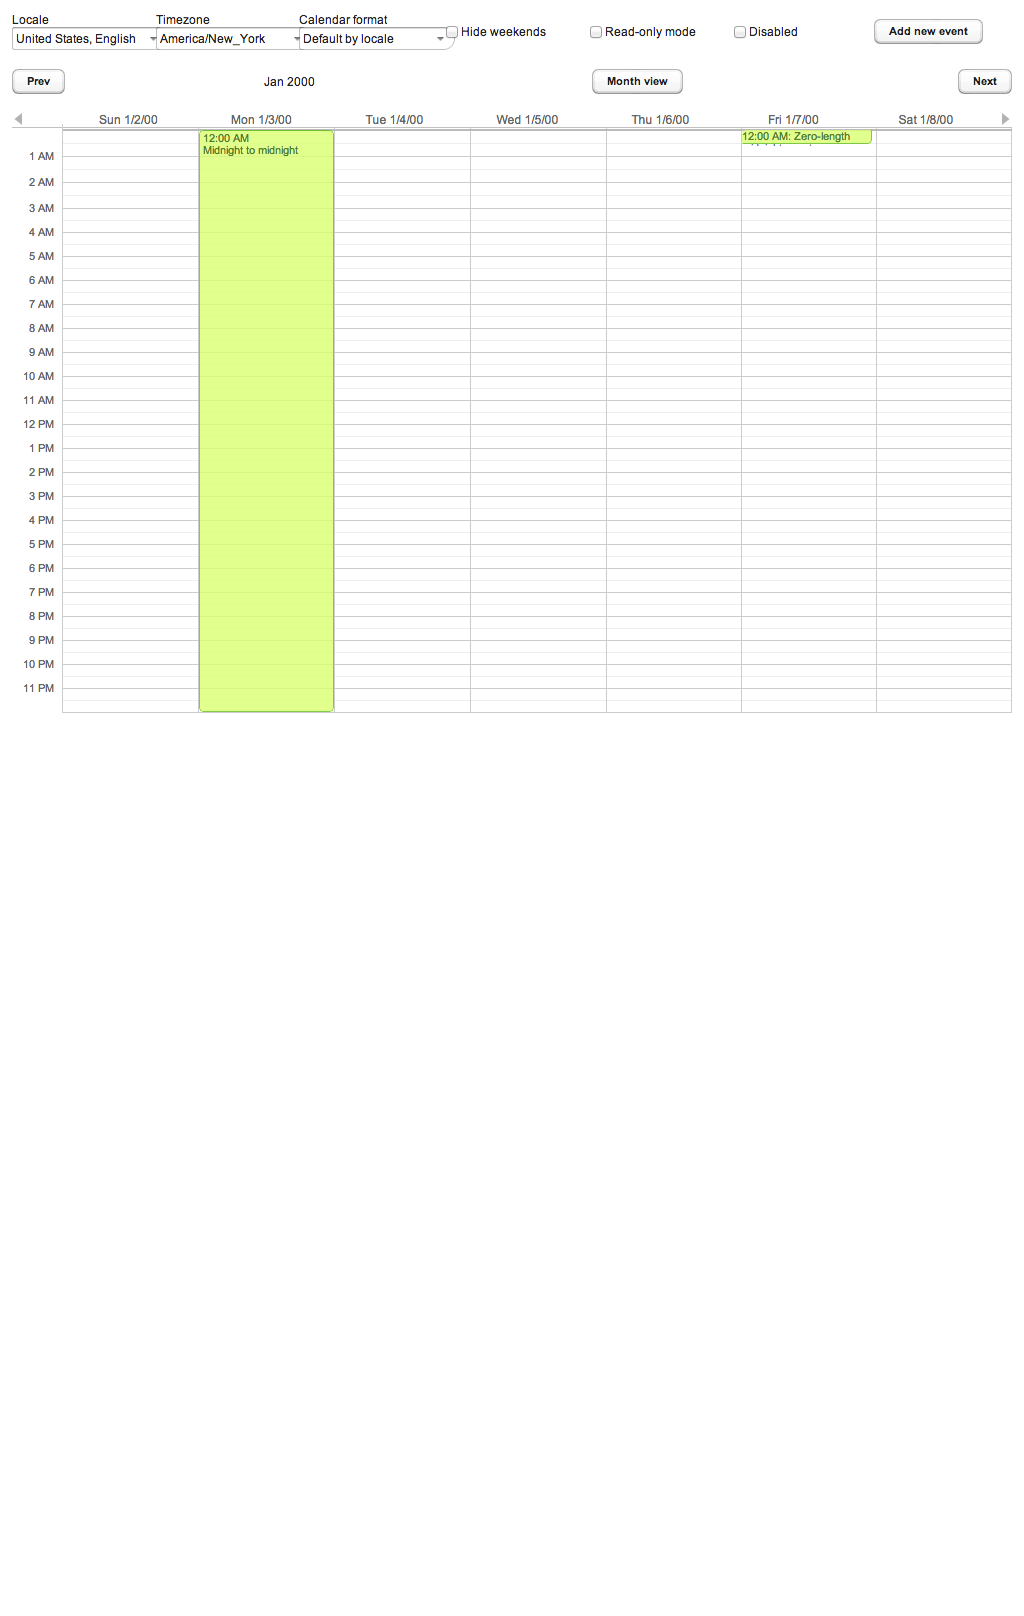 Locale Timezone Calendar format
United States, English America/New_York Default by locale Hide weekends Read-only mode Disabled Add new event
Prev Jan 2000 Month view Next
Sun 1/2/00 Mon 1/3/00 Tue 1/4/00 Wed 1/5/00 Thu 1/6/00 Fri 1/7/00 Sat 1/8/00
12:00 AM 12:00 AM: Zero-length
Midnight to midnight
1 AM
2 AM
3 AM
4 AM
5 AM
6 AM
7 AM
8 AM
9 AM
10 AM
11 AM
12 PM
1 PM
2 PM
3 PM
4 PM
5 PM
6 PM
7 PM
8 PM
9 PM
10 PM
11 PM